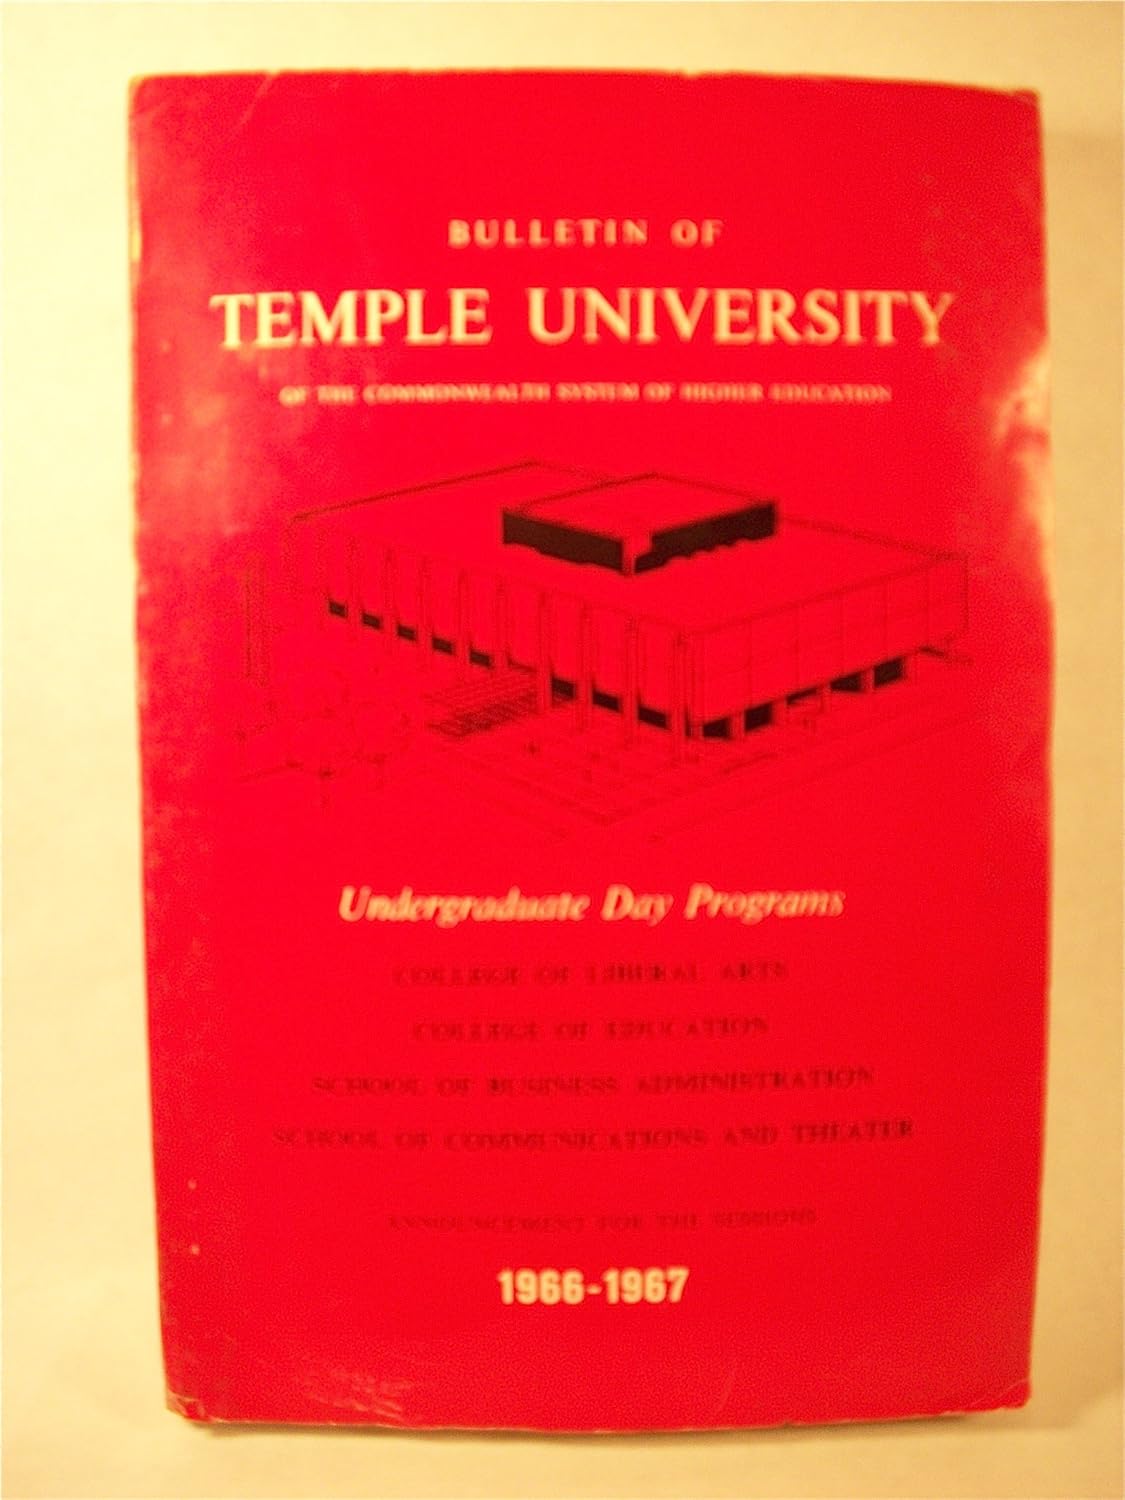 BULLETIN OF
TEMPLE UNIVERSITY
OF THE COMMONWEALTH SYSTEM OF HIGHER EDUCATION
Undergraduate Day Programs
COLLEGE OF LIBERAL ARTS
COLLEGE OF EDUCATION
SCHOOL OF BUSINESS ADMINISTRATION
SCHOOL OF COMMUNICATIONS AND THEATER
ANNOUNCEMENT FOR THE SESSIONS
1966-1967